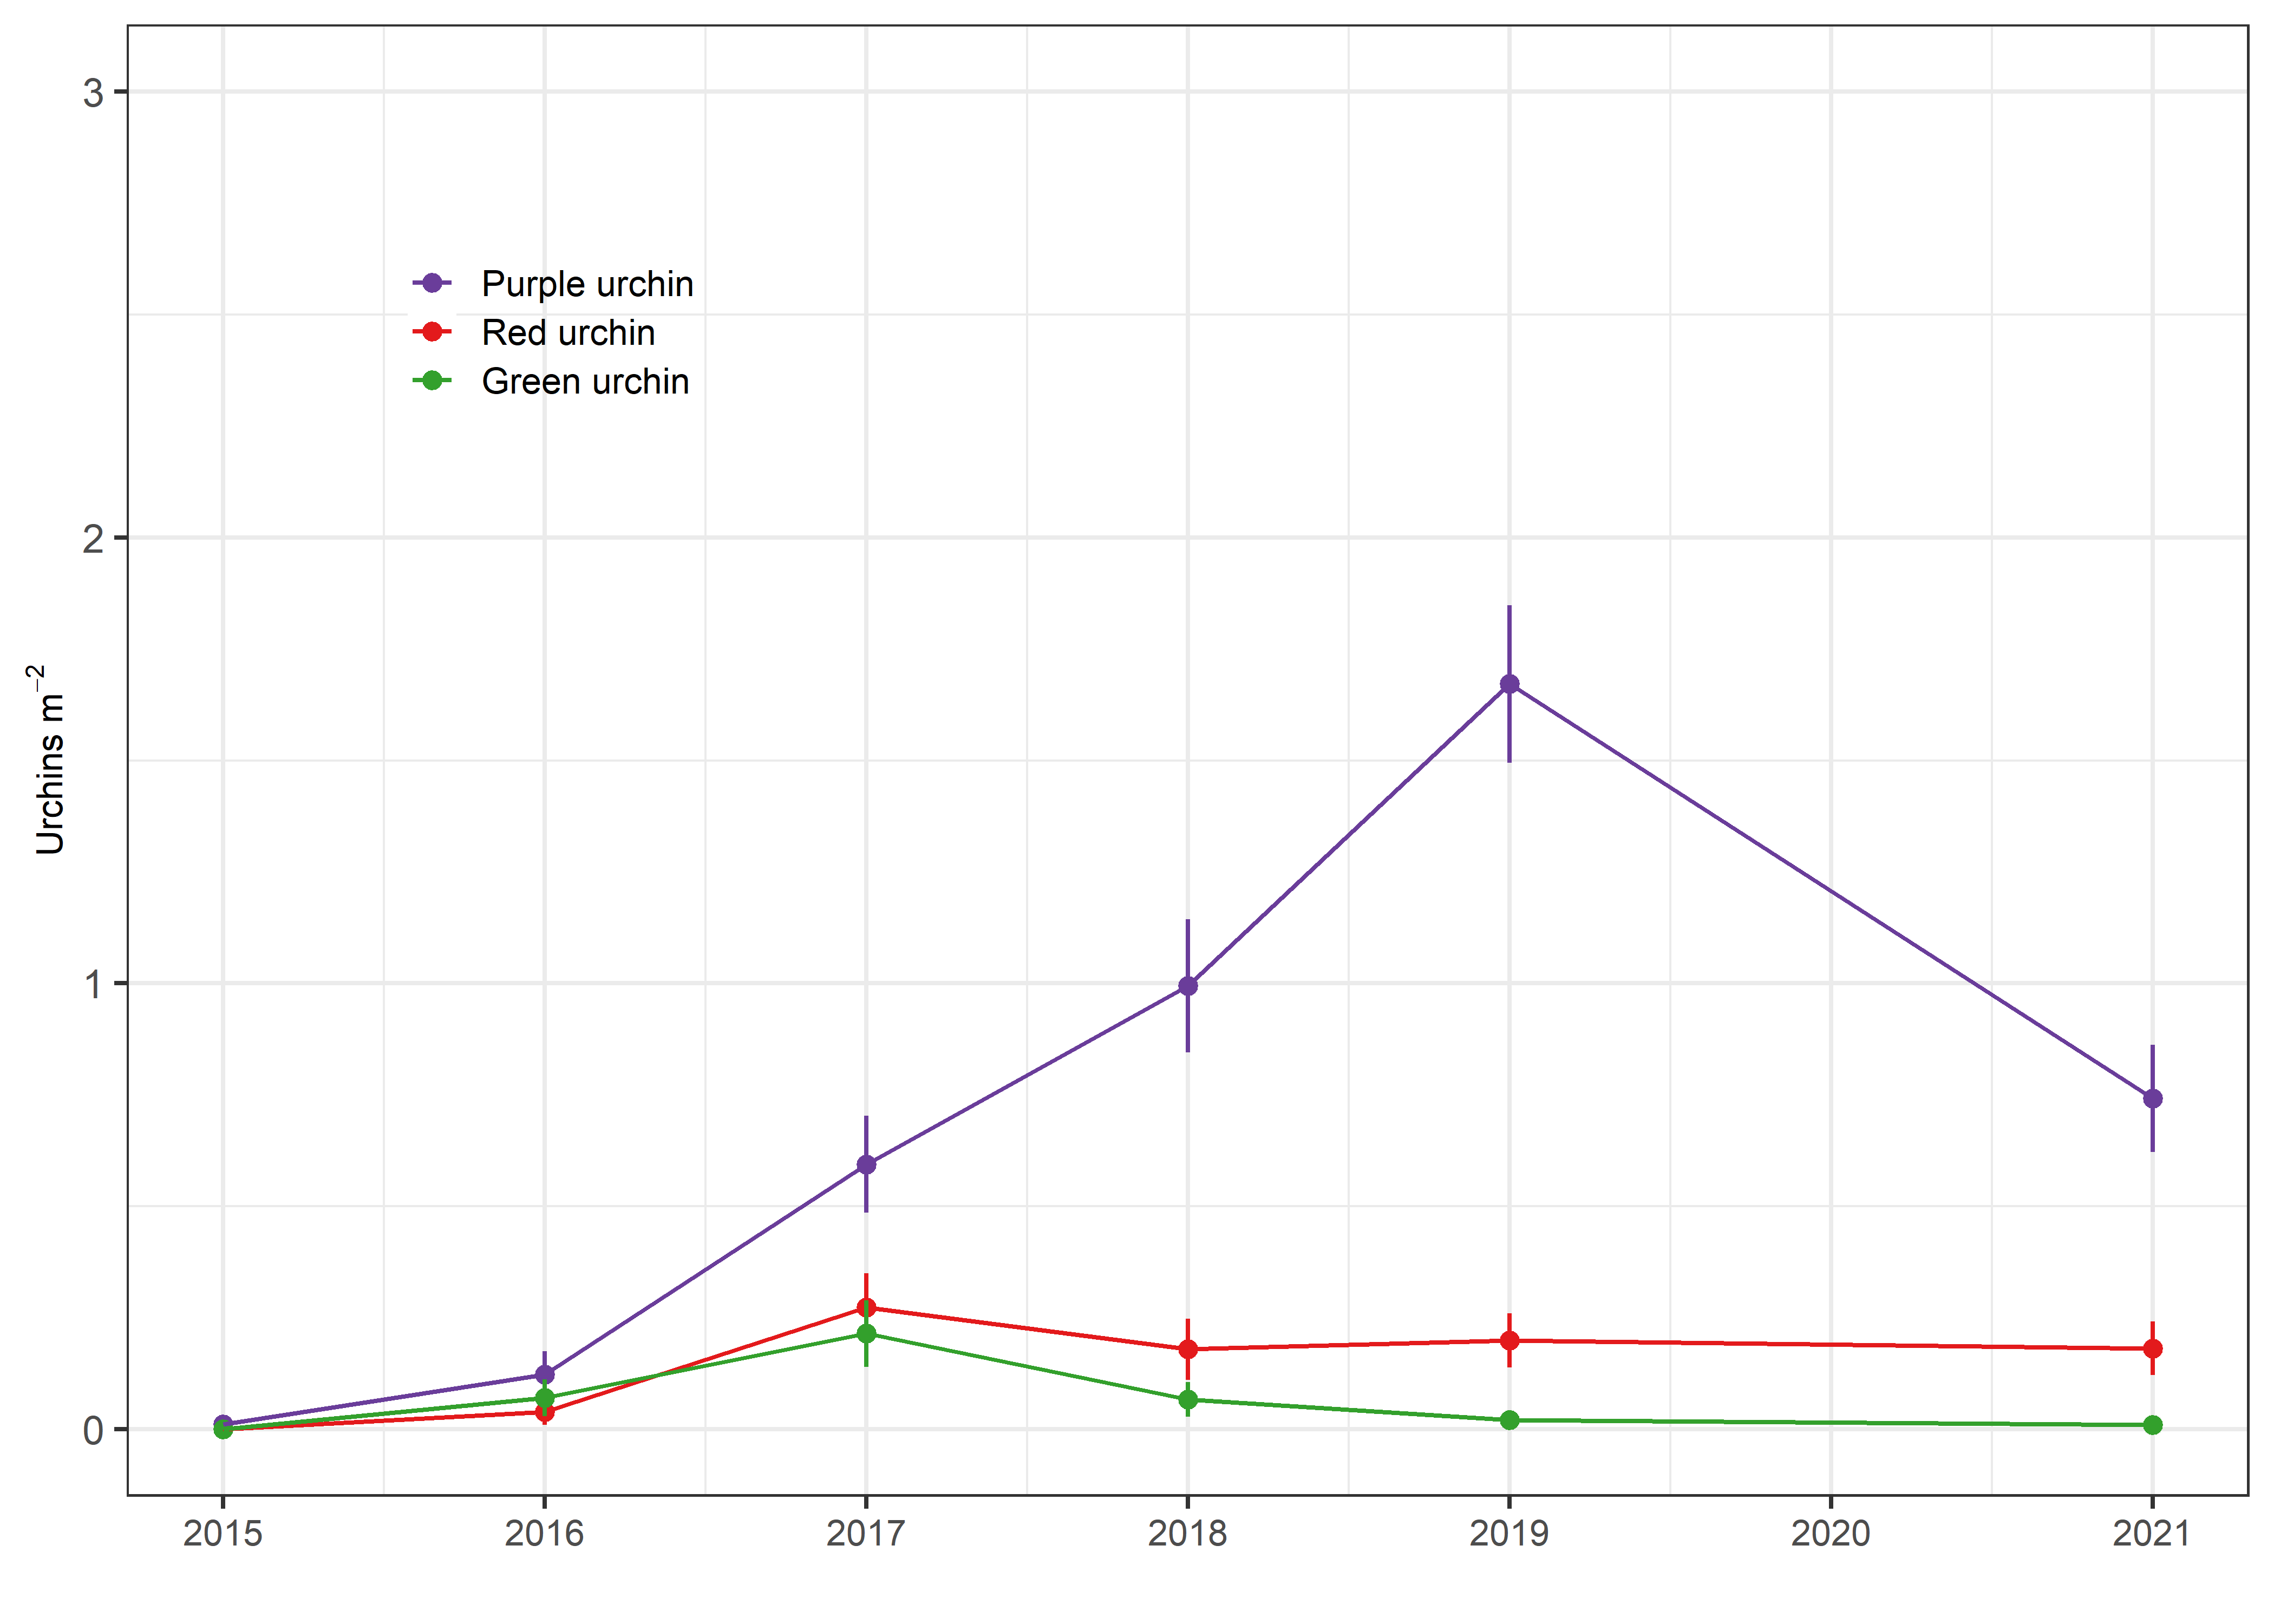 3
2
1
0
Urchins m⁻²
Purple urchin
Red urchin
Green urchin
2015 2016 2017 2018 2019 2020 2021